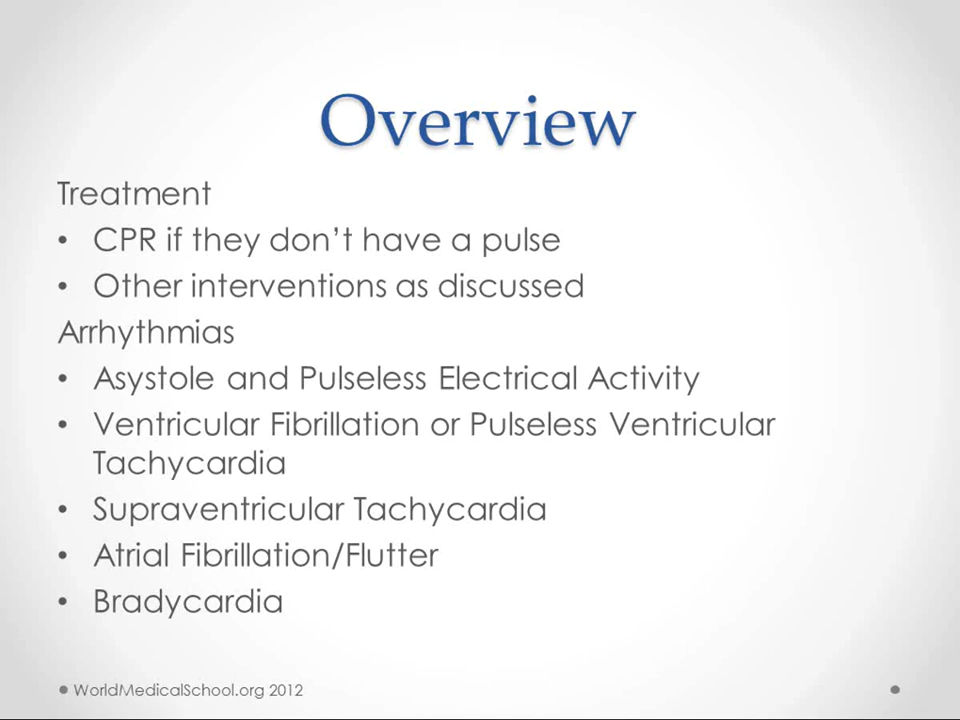 Overview
Treatment
• CPR if they don’t have a pulse
• Other interventions as discussed
Arrhythmias
• Asystole and Pulseless Electrical Activity
• Ventricular Fibrillation or Pulseless Ventricular
Tachycardia
• Supraventricular Tachycardia
• Atrial Fibrillation/Flutter
• Bradycardia
WorldMedicalSchool.org 2012